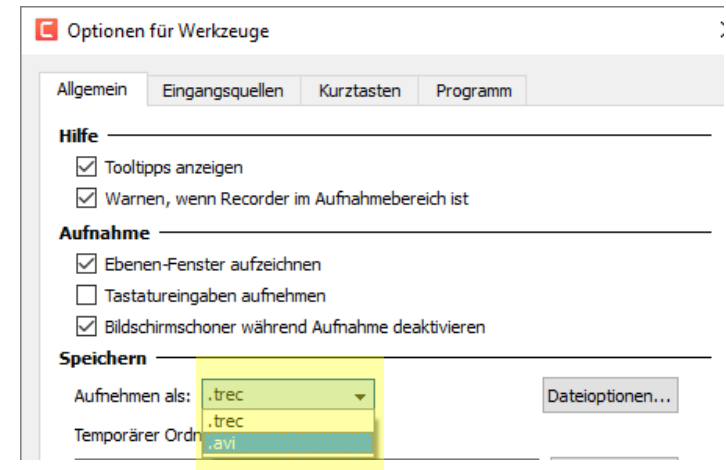 Optionen für Werkzeuge
Allgemein Eingangsquellen Kurztasten Programm
Hilfe
Tooltipps anzeigen
Warnen, wenn Recorder im Aufnahmebereich ist
Aufnahme
Ebenen-Fenster aufzeichnen
Tastatureingaben aufnehmen
Bildschirmschoner während Aufnahme deaktivieren
Speichern
Aufnehmen als: .trec Dateioptionen...
.trec
Temporärer Ordn .avi